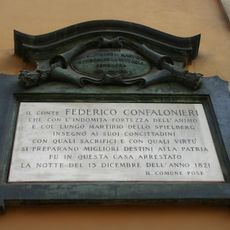 IL CONTE FEDERICO CONFALONIERI
CHE CON L'INDOMITA FORTEZZA DELL'ANIMO
E COL LUNGO MARTIRIO DELLO SPIELBERG
INSEGNÒ AI SUOI CONCITTADINI
CON QUALI SACRIFICI E CON QUALI VIRTÙ
SI PREPARANO MIGLIORI DESTINI ALLA PATRIA
FU IN QUESTA CASA ARRESTATO
LA NOTTE DEL 13 DICEMBRE DELL'ANNO 1821
IL COMUNE POSE